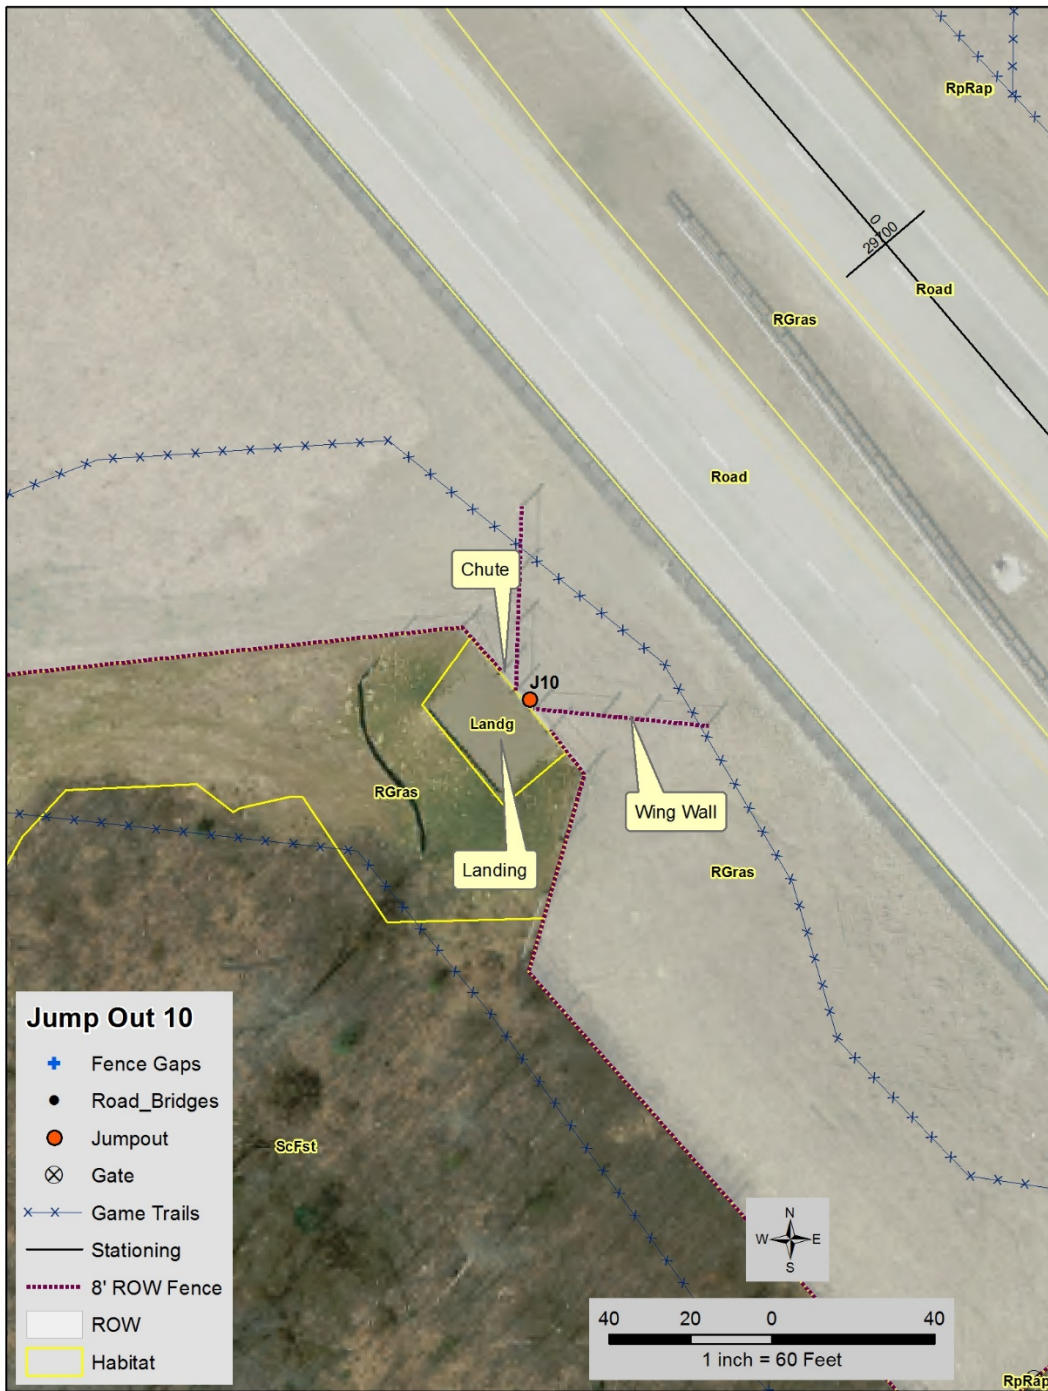 RpRap
0
29700
Road
RGras
Road
Chute
J10
Landg
RGras
Wing Wall
Landing
RGras
ScFst
Jump Out 10
Fence Gaps
Road_Bridges
Jumpout
Gate
Game Trails
Stationing
8' ROW Fence
ROW
Habitat
N
W E
S
40 20 0 40
1 inch = 60 Feet
RpRap